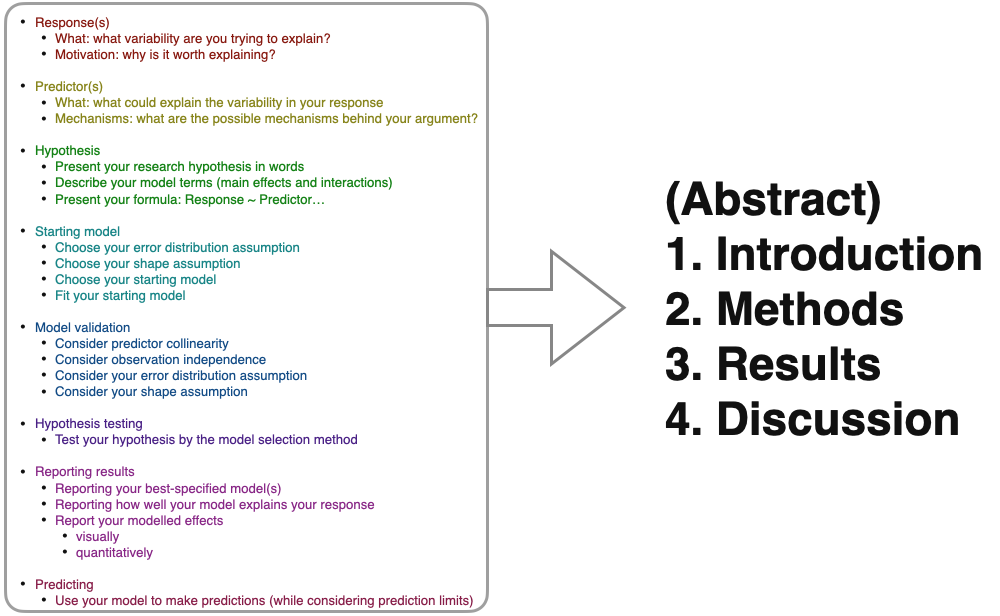 • Response(s)
• What: what variability are you trying to explain?
• Motivation: why is it worth explaining?
• Predictor(s)
• What: what could explain the variability in your response
• Mechanisms: what are the possible mechanisms behind your argument?
• Hypothesis
• Present your research hypothesis in words
• Describe your model terms (main effects and interactions)
• Present your formula: Response ~ Predictor…
• Starting model
• Choose your error distribution assumption
• Choose your shape assumption
• Choose your starting model
• Fit your starting model
• Model validation
• Consider predictor collinearity
• Consider observation independence
• Consider your error distribution assumption
• Consider your shape assumption
• Hypothesis testing
• Test your hypothesis by the model selection method
• Reporting results
• Reporting your best-specified model(s)
• Reporting how well your model explains your response
• Report your modelled effects
• visually
• quantitatively
• Predicting
• Use your model to make predictions (while considering prediction limits)
(Abstract)
1. Introduction
2. Methods
3. Results
4. Discussion